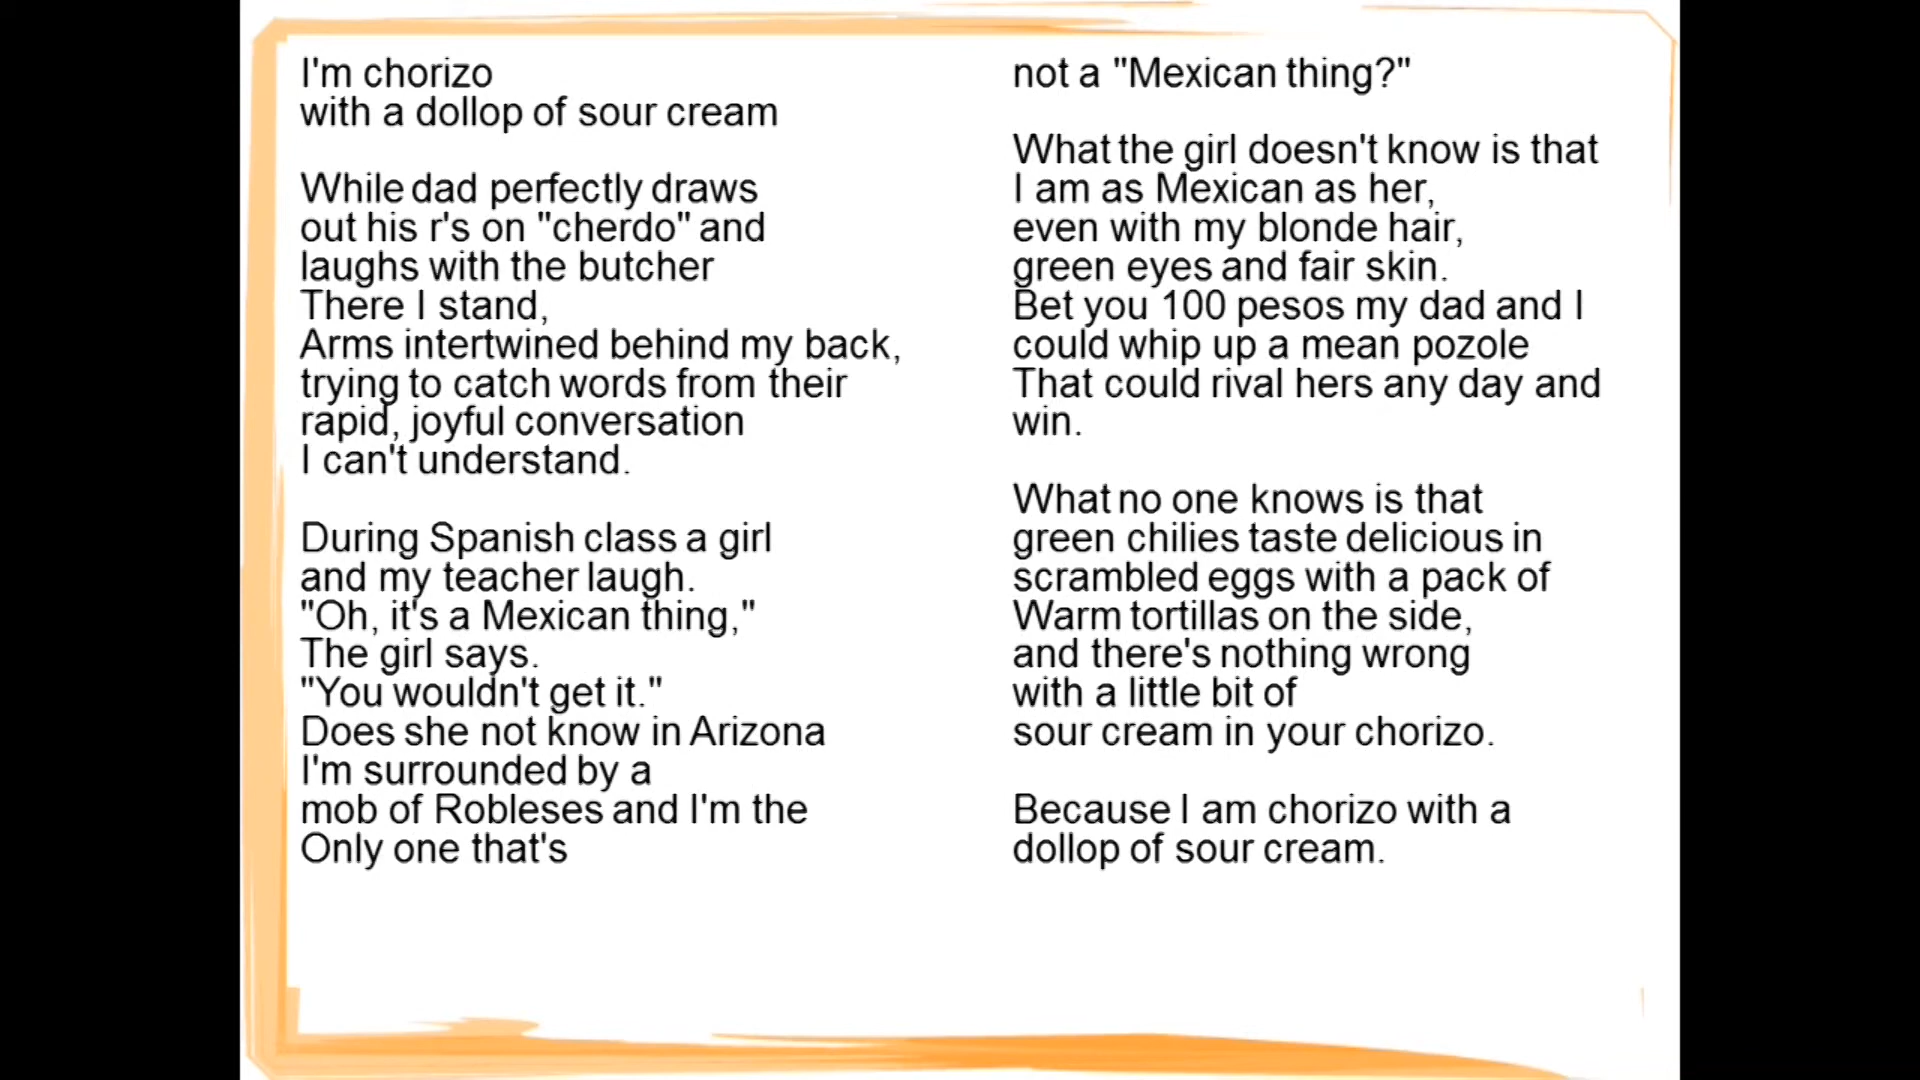 I'm chorizo
with a dollop of sour cream
While dad perfectly draws
out his r's on "cherdo" and
laughs with the butcher
There I stand,
Arms intertwined behind my back,
trying to catch words from their
rapid, joyful conversation
I can't understand.
During Spanish class a girl
and my teacher laugh.
"Oh, it's a Mexican thing,"
The girl says.
"You wouldn't get it."
Does she not know in Arizona
I'm surrounded by a
mob of Robleses and I'm the
Only one that's
not a "Mexican thing?"
What the girl doesn't know is that
I am as Mexican as her,
even with my blonde hair,
green eyes and fair skin.
Bet you 100 pesos my dad and I
could whip up a mean pozole
That could rival hers any day and
win.
What no one knows is that
green chilies taste delicious in
scrambled eggs with a pack of
Warm tortillas on the side,
and there's nothing wrong
with a little bit of
sour cream in your chorizo.
Because I am chorizo with a
dollop of sour cream.